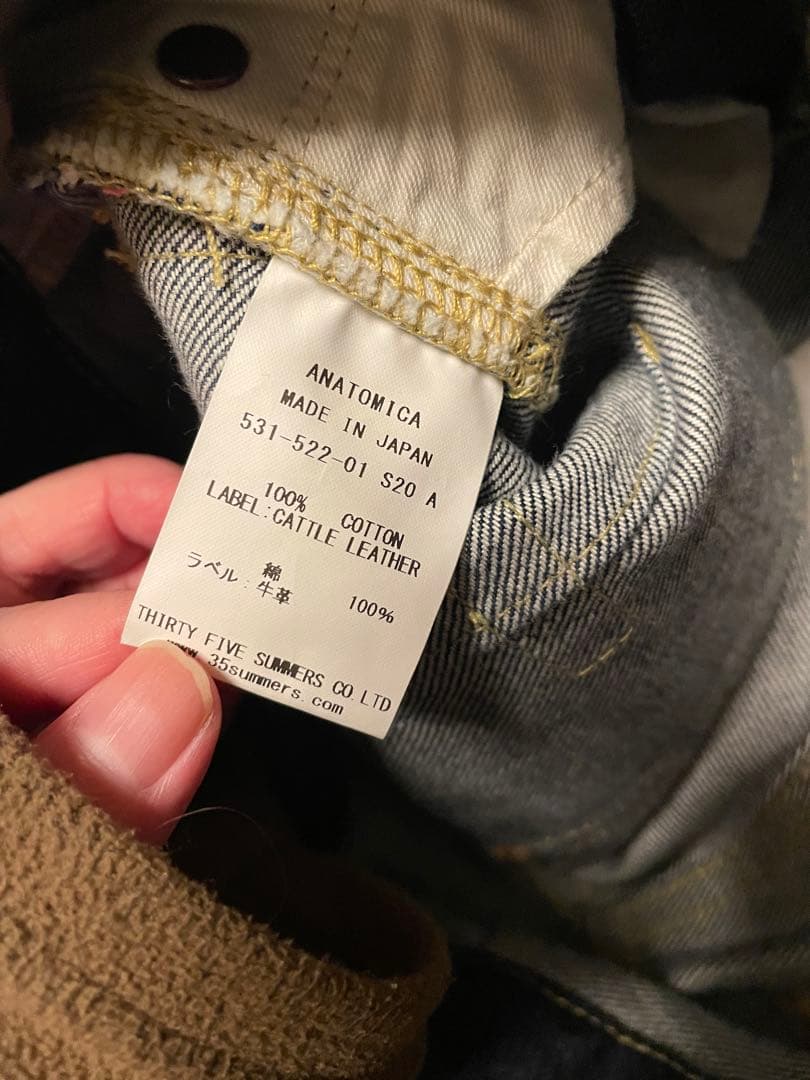 ANATOMICA
MADE IN JAPAN
531-522-01 S20 A
100% COTTON
LABEL:CATTLE LEATHER
綿 100%
ラベル:牛革
THIRTY FIVE SUMMERS CO.LTD
www.35summers.com